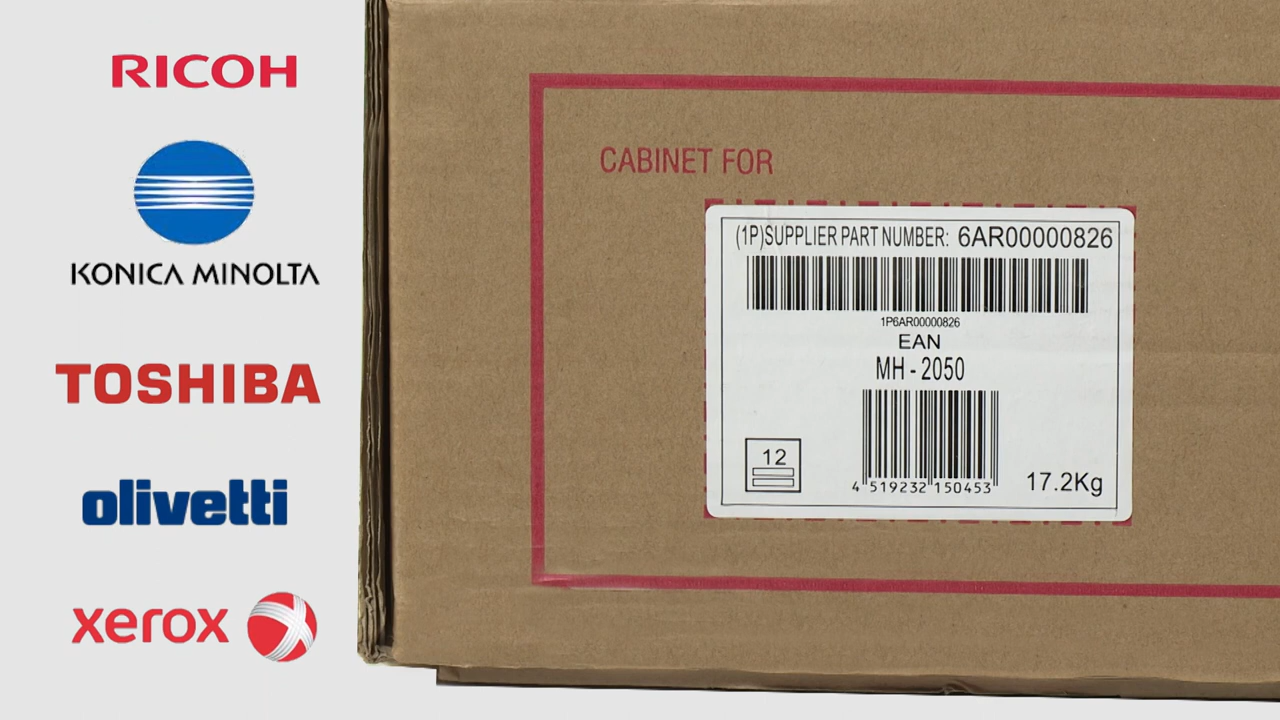 RICOH
KONICA MINOLTA
TOSHIBA
olivetti
xerox
CABINET FOR
(1P)SUPPLIER PART NUMBER: 6AR00000826
1P6AR00000826
EAN
MH - 2050
12
4 519232 150453
17.2Kg